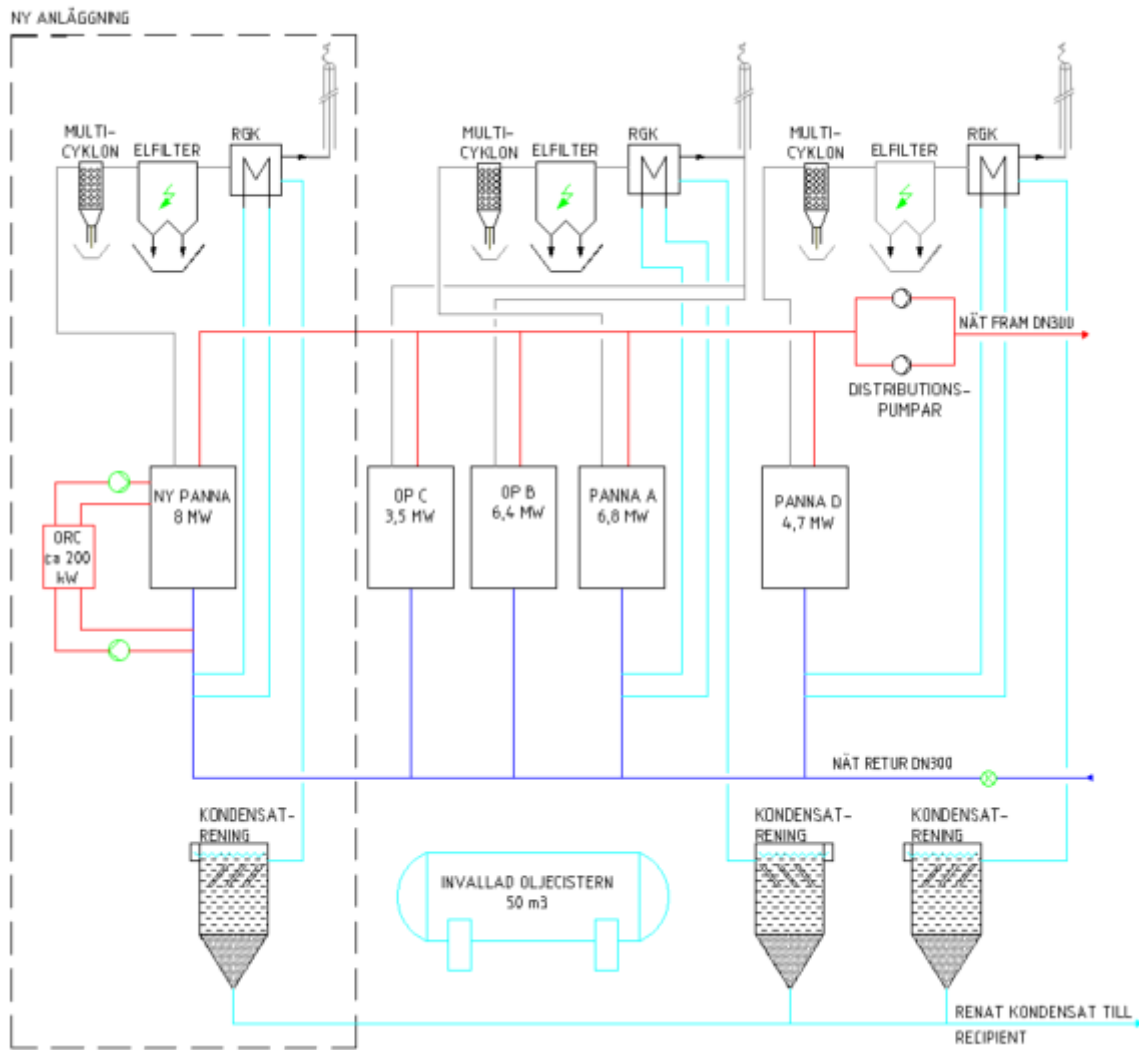 NY ANLÄGGNING
MULTI-
CYKLON
ELFILTER
RGK
MULTI-
CYKLON
ELFILTER
RGK
MULTI-
CYKLON
ELFILTER
RGK
NÄT FRAM DN300
DISTRIBUTIONS-
PUMPAR
NY PANNA
8 MW
OP C
3,5 MW
OP B
6,4 MW
PANNA A
6,8 MW
PANNA D
4,7 MW
ORC
ca 200
kW
NÄT RETUR DN300
KONDENSAT-
RENING
INVALLAD OLJECISTERN
50 m3
KONDENSAT-
RENING
KONDENSAT-
RENING
RENAT KONDENSAT TILL
RECIPIENT